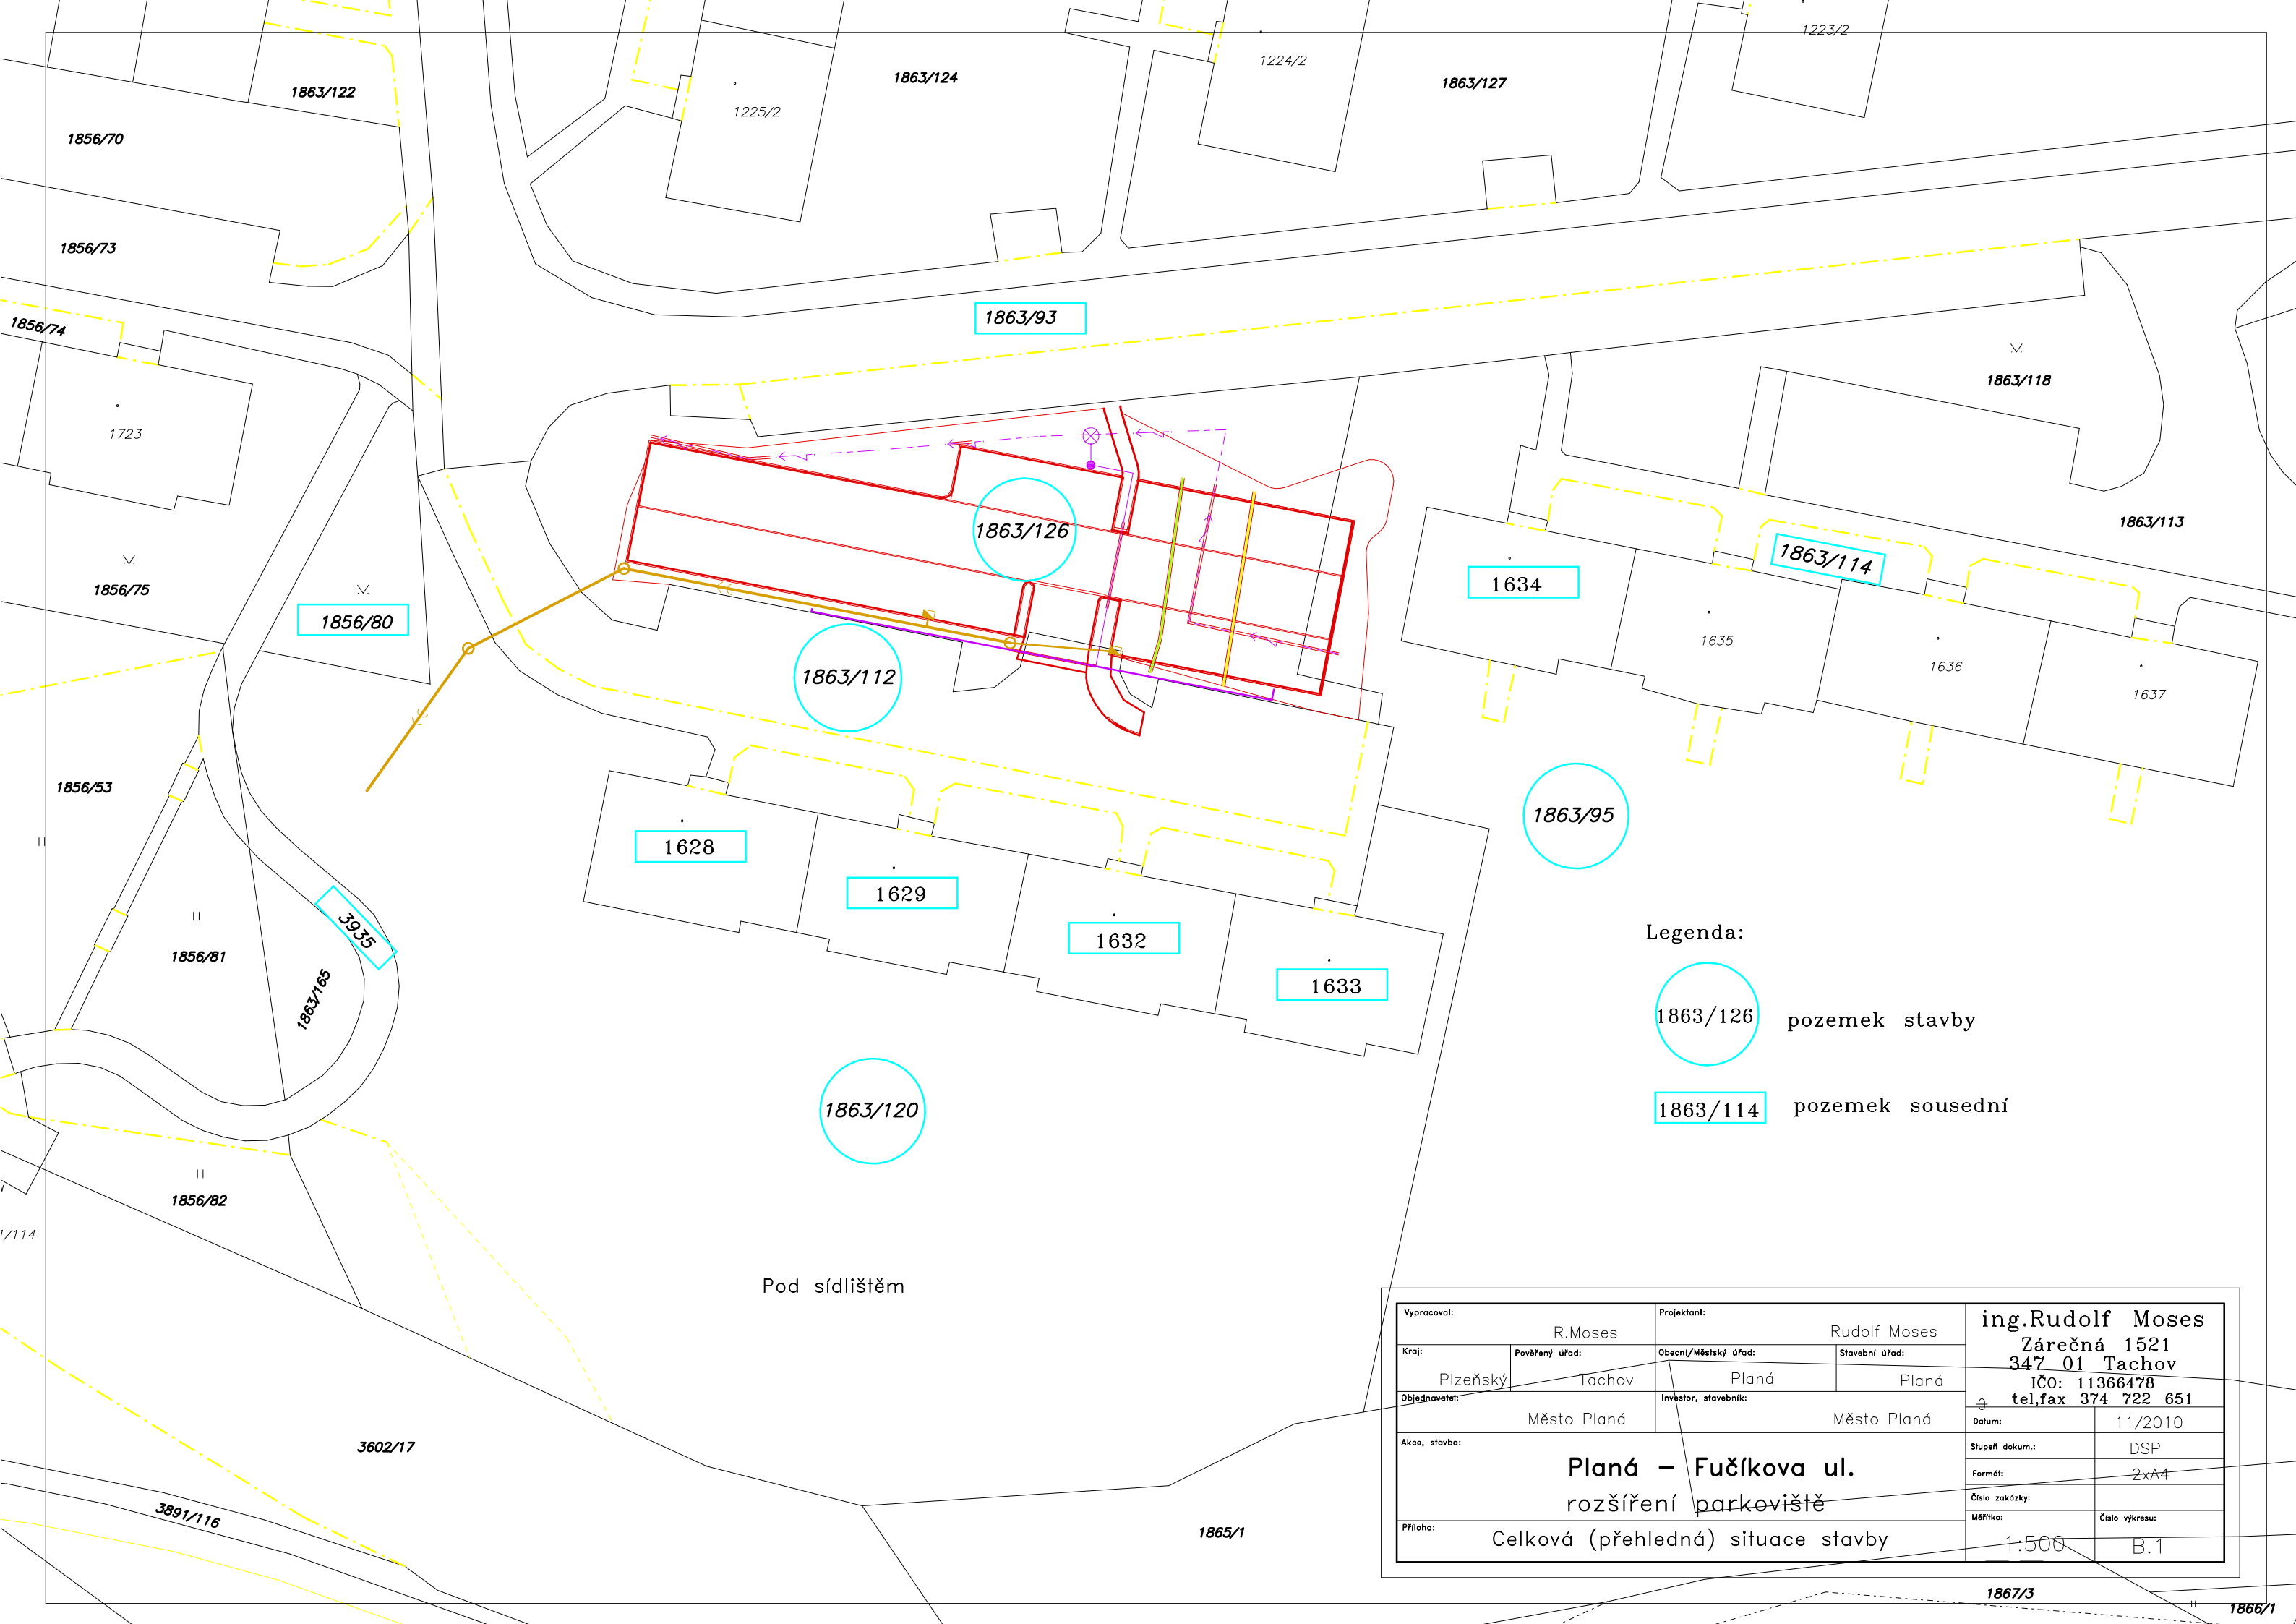 1863/122
1863/124
1225/2
1224/2
1863/127
1223/2
1856/70
1856/73
1856/74
1863/93
1863/118
1723
1863/126
1863/113
1634
1863/114
1856/75
1856/80
1635
1636
1637
1863/112
1856/53
1863/95
1628
1629
1632
1633
3935
1856/81
1863/165
Legenda:
1863/126 pozemek stavby
1863/114 pozemek sousední
1863/120
1856/82
/114
Pod sídlištěm
3602/17
3891/116
1865/1
1867/3
1866/1
Vypracoval:
R.Moses
Projektant:
Rudolf Moses
ing.Rudolf Moses
Zárečná 1521
347 01 Tachov
IČO: 11366478
tel,fax 374 722 651
Kraj:
Plzeňský
Pověřený úřad:
Tachov
Obecní/Městský úřad:
Planá
Stavební úřad:
Planá
Objednavatel:
Město Planá
Investor, stavebník:
Město Planá
Datum:
11/2010
Akce, stavba:
Planá – Fučíkova ul.
rozšíření parkoviště
Stupeň dokum.:
DSP
Formát:
2xA4
Číslo zakázky:
Příloha:
Celková (přehledná) situace stavby
Měřítko:
1:500
Číslo výkresu:
B.1